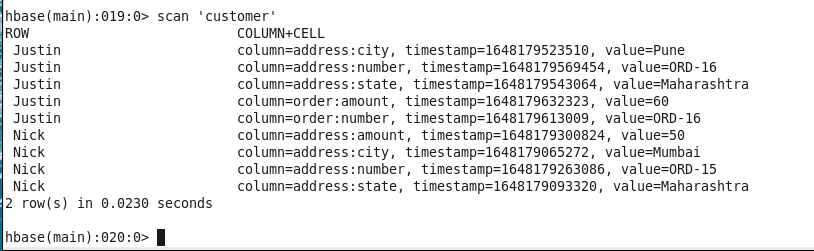 hbase(main):019:0> scan 'customer'
ROW                          COLUMN+CELL
 Justin                      column=address:city, timestamp=1648179523510, value=Pune
 Justin                      column=address:number, timestamp=1648179569454, value=ORD-16
 Justin                      column=address:state, timestamp=1648179543064, value=Maharashtra
 Justin                      column=order:amount, timestamp=1648179632323, value=60
 Justin                      column=order:number, timestamp=1648179613009, value=ORD-16
 Nick                        column=address:amount, timestamp=1648179300824, value=50
 Nick                        column=address:city, timestamp=1648179065272, value=Mumbai
 Nick                        column=address:number, timestamp=1648179263086, value=ORD-15
 Nick                        column=address:state, timestamp=1648179093320, value=Maharashtra
2 row(s) in 0.0230 seconds
hbase(main):020:0>